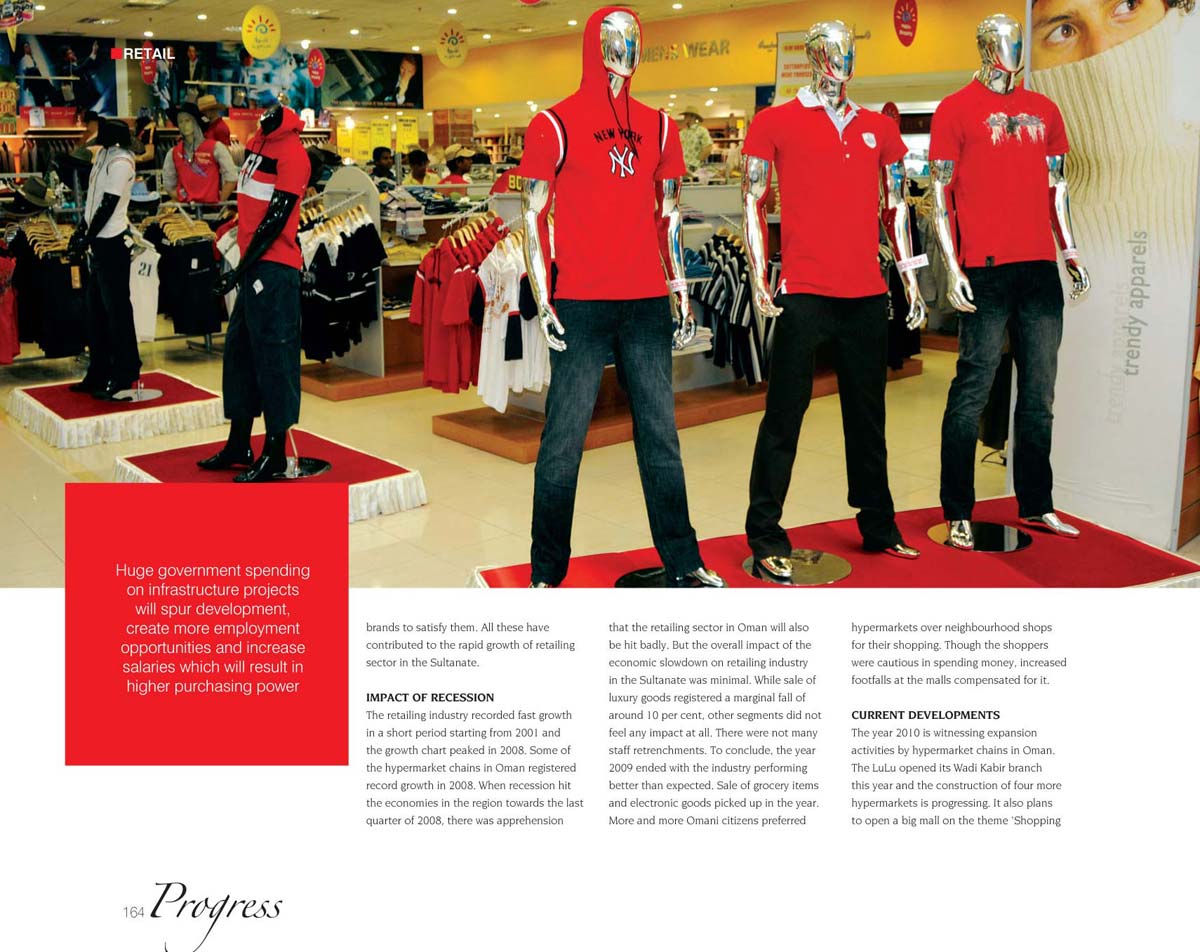 RETAIL
MEN'S WEAR
NEW YORK
NY
21
trendy apparels
trendy apparels
Huge government spending
on infrastructure projects
will spur development,
create more employment
opportunities and increase
salaries which will result in
higher purchasing power
brands to satisfy them. All these have
contributed to the rapid growth of retailing
sector in the Sultanate.
IMPACT OF RECESSION
The retailing industry recorded fast growth
in a short period starting from 2001 and
the growth chart peaked in 2008. Some of
the hypermarket chains in Oman registered
record growth in 2008. When recession hit
the economies in the region towards the last
quarter of 2008, there was apprehension
that the retailing sector in Oman will also
be hit badly. But the overall impact of the
economic slowdown on retailing industry
in the Sultanate was minimal. While sale of
luxury goods registered a marginal fall of
around 10 per cent, other segments did not
feel any impact at all. There were not many
staff retrenchments. To conclude, the year
2009 ended with the industry performing
better than expected. Sale of grocery items
and electronic goods picked up in the year.
More and more Omani citizens preferred
hypermarkets over neighbourhood shops
for their shopping. Though the shoppers
were cautious in spending money, increased
footfalls at the malls compensated for it.
CURRENT DEVELOPMENTS
The year 2010 is witnessing expansion
activities by hypermarket chains in Oman.
The LuLu opened its Wadi Kabir branch
this year and the construction of four more
hypermarkets is progressing. It also plans
to open a big mall on the theme ‘Shopping
164 Progress